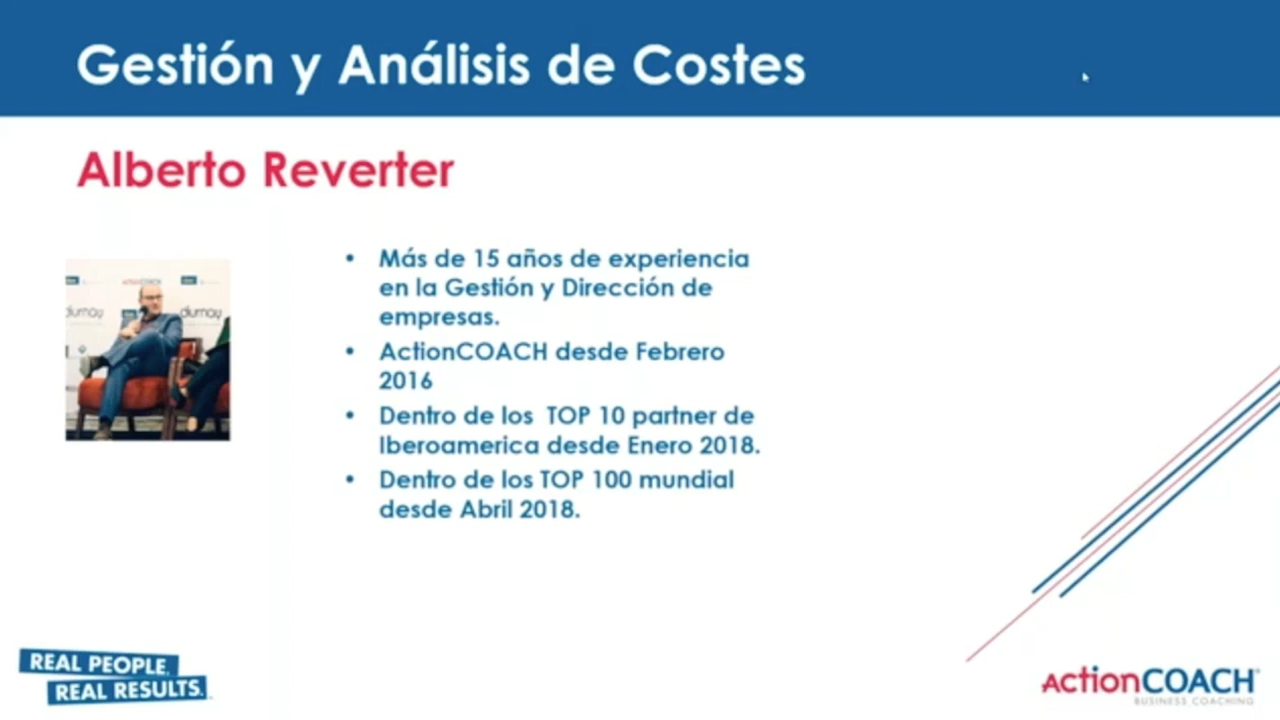 Gestión y Análisis de Costes
Alberto Reverter
• Más de 15 años de experiencia
en la Gestión y Dirección de
empresas.
• ActionCOACH desde Febrero
2016
• Dentro de los TOP 10 partner de
Iberoamerica desde Enero 2018.
• Dentro de los TOP 100 mundial
desde Abril 2018.
REAL PEOPLE.
REAL RESULTS.
ActionCOACH
BUSINESS COACHING